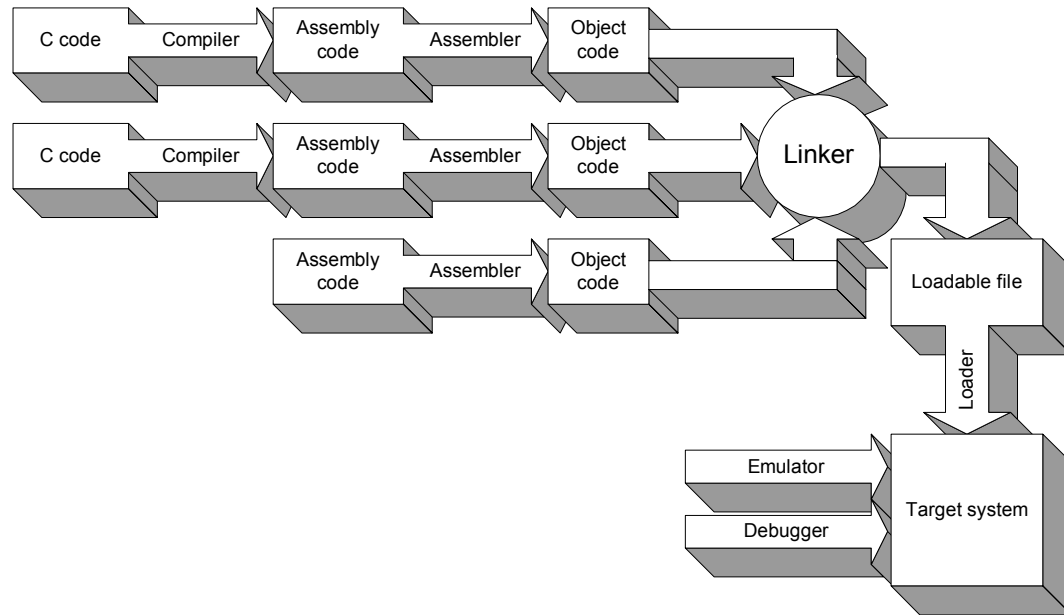 C code
Compiler
Assembly
code
Assembler
Object
code
C code
Compiler
Assembly
code
Assembler
Object
code
Linker
Assembly
code
Assembler
Object
code
Loadable file
Loader
Emulator
Debugger
Target system